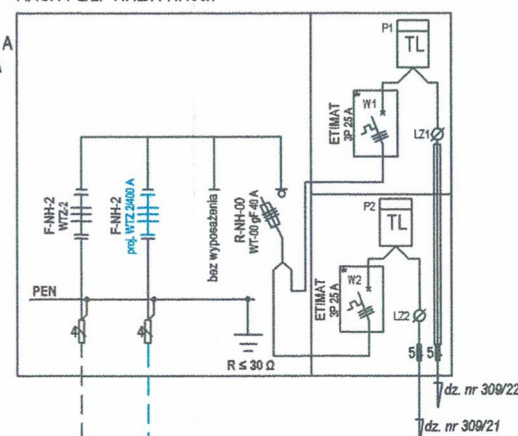 A
P1
TL
W1
ETIMAT
3P 25 A
LZ1
F-NH-2
WTZ-2
F-NH-2
proj. WTZ 2/400 A
bez wyposażenia
R-NH-00
WT-00 gF 40 A
P2
TL
W2
ETIMAT
3P 25 A
LZ2
PEN
4
4
R ≤ 30 Ω
5
5
dz. nr 309/22
dz. nr 309/21